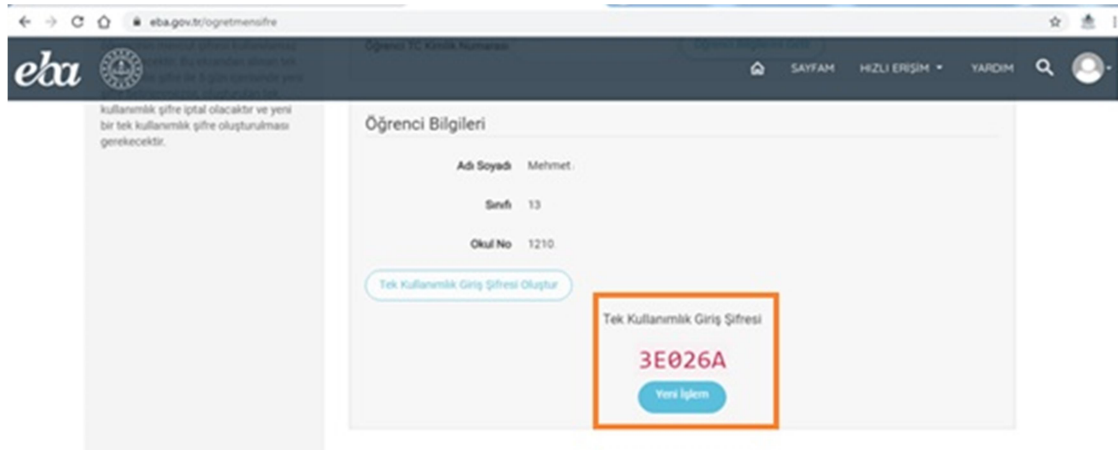 eba.gov.tr/ogretmensifre
eba
SAYFAM
HIZLI ERİŞİM
YARDIM
Öğrenci TC Kimlik Numarası
kullanımlık şifre iptal olacaktır ve yeni
bir tek kullanımlık şifre oluşturulması
gerekecektir.
Öğrenci Bilgileri
Adı Soyadı Mehmet
Sınıfı 13
Okul No 1210
Tek Kullanımlık Giriş Şifresi Oluştur
Tek Kullanımlık Giriş Şifresi
3E026A
Yeni İşlem